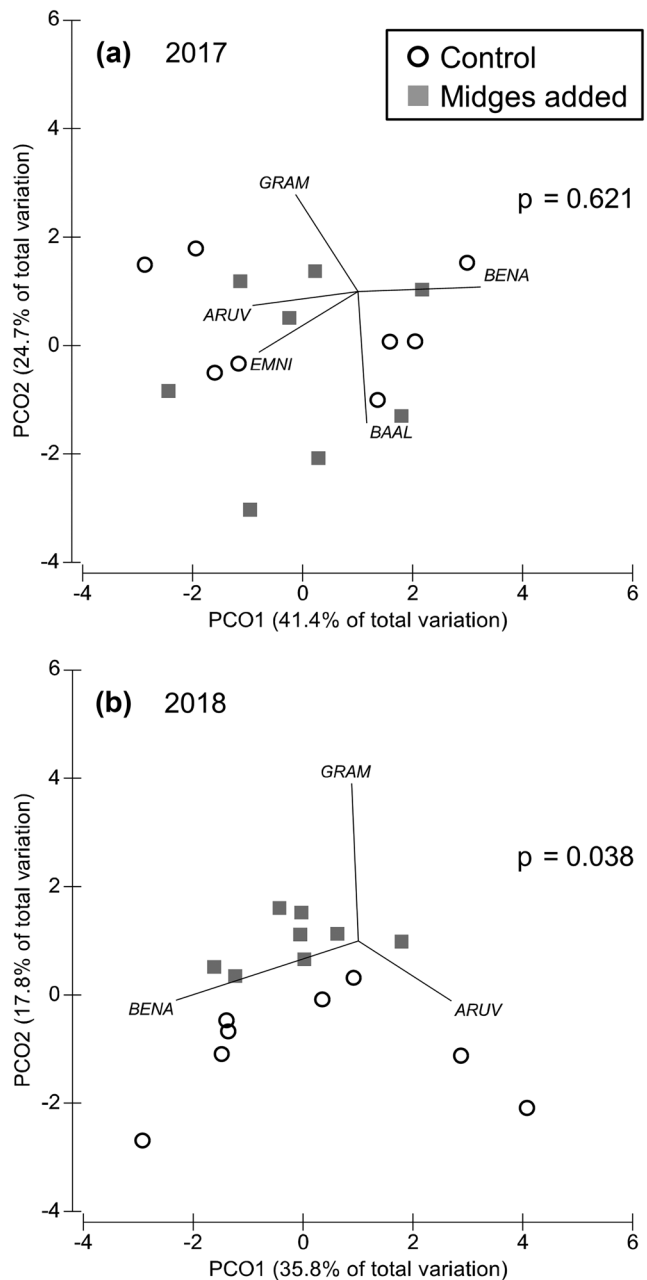 (a) 2017
Control
Midges added
p = 0.621
6
4
2
0
-2
-4
PCO2 (24.7% of total variation)
GRAM
BENA
ARUV
EMNI
BAAL
-4 -2 0 2 4 6
PCO1 (41.4% of total variation)
(b) 2018
p = 0.038
6
4
2
0
-2
-4
PCO2 (17.8% of total variation)
GRAM
BENA
ARUV
-4 -2 0 2 4 6
PCO1 (35.8% of total variation)